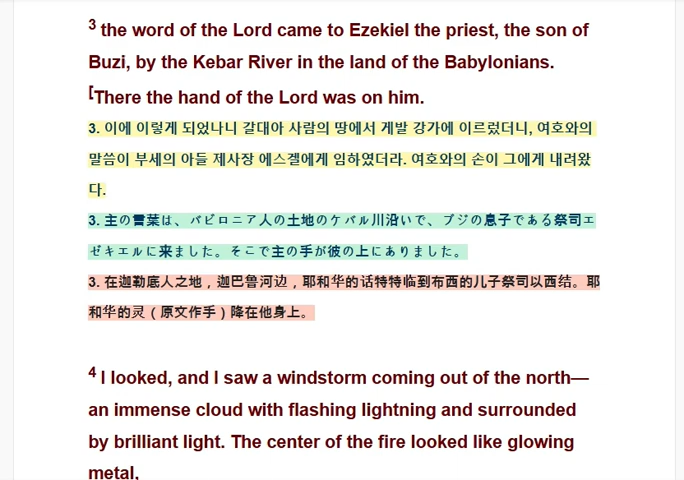 3 the word of the Lord came to Ezekiel the priest, the son of
Buzi, by the Kebar River in the land of the Babylonians.
[There the hand of the Lord was on him.
3. 이에 이렇게 되었나니 갈대아 사람의 땅에서 게발 강가에 이르렀더니, 여호와의
말씀이 부세의 아들 제사장 에스겔에게 임하였더라. 여호와의 손이 그에게 내려왔
다.
3. 主の言葉は、バビロニア人の土地のケバル川沿いで、ブジの息子である祭司エ
ゼキエルに来ました。そこで主の手が彼の上にありました。
3. 在迦勒底人之地，迦巴鲁河边，耶和华的话特特临到布西的儿子祭司以西结。耶
和华的灵（原文作手）降在他身上。
4 I looked, and I saw a windstorm coming out of the north—
an immense cloud with flashing lightning and surrounded
by brilliant light. The center of the fire looked like glowing
metal,